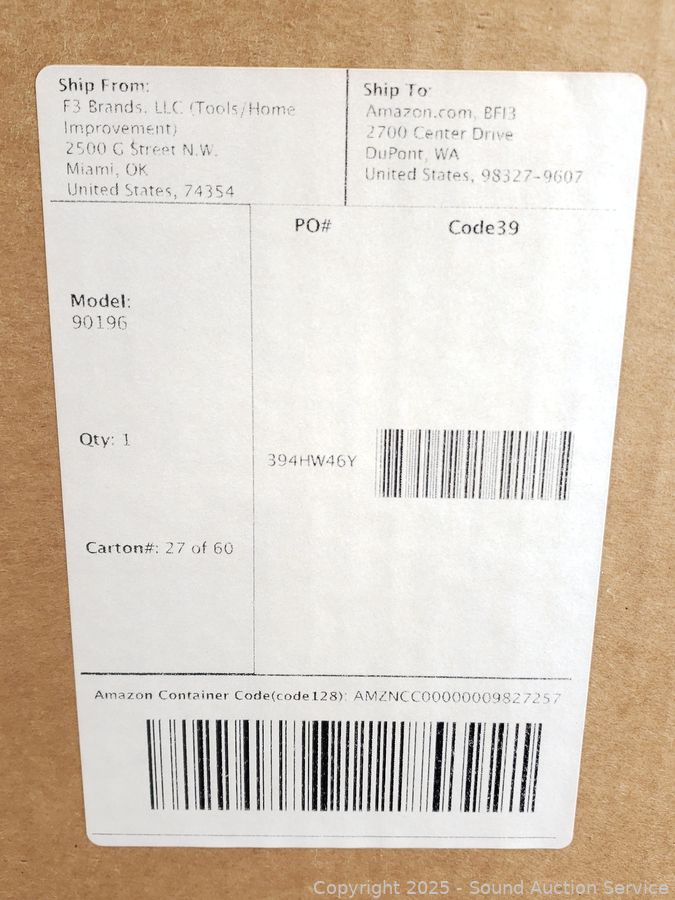 Ship From:
F3 Brands, LLC (Tools/Home
Improvement)
2500 G Street N.W.
Miami, OK
United States, 74354
Ship To:
Amazon.com, BFI3
2700 Center Drive
DuPont, WA
United States, 98327-9607
PO# Code39
Model:
90196
Qty: 1
394HW46Y
Carton#: 27 of 60
Amazon Container Code(code128): AMZNCC00000009827257
Copyright 2025 - Sound Auction Service